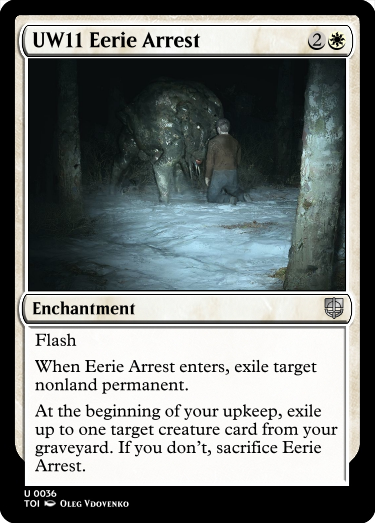 UW11 Eerie Arrest
2
Enchantment
Flash
When Eerie Arrest enters, exile target
nonland permanent.
At the beginning of your upkeep, exile
up to one target creature card from your
graveyard. If you don't, sacrifice Eerie
Arrest.
U 0036
TOI Oleg Vdovenko